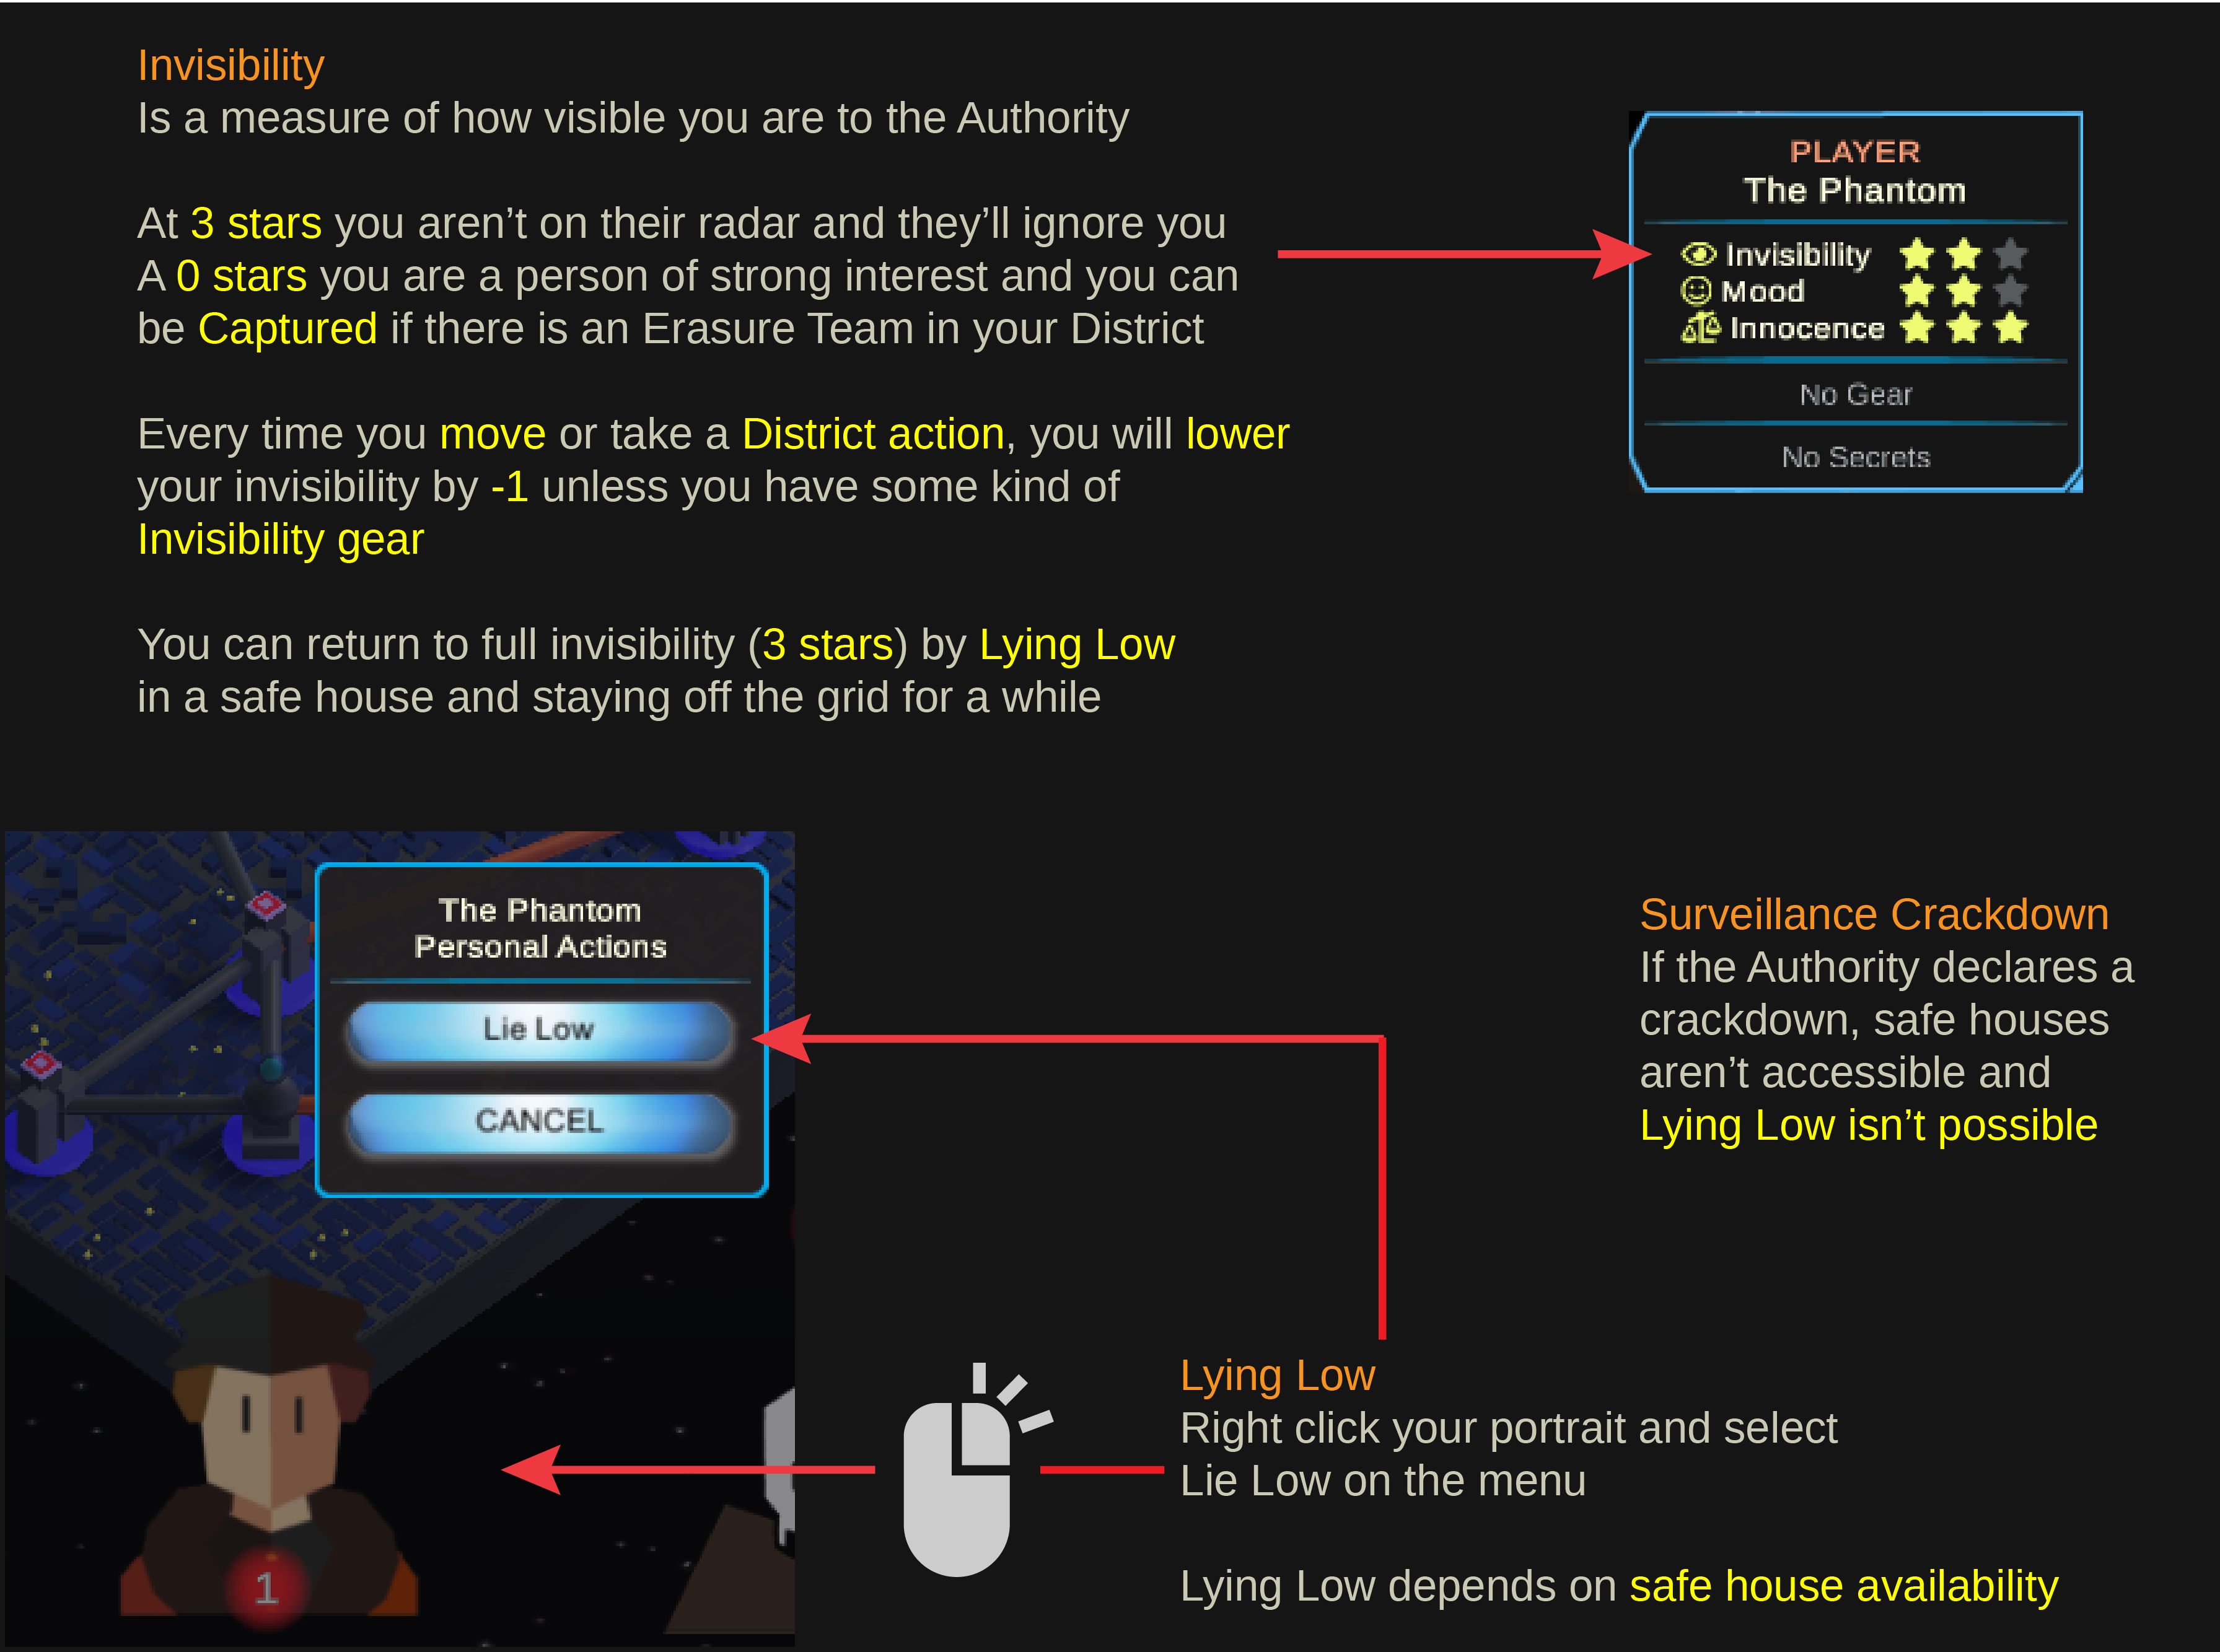 Invisibility
Is a measure of how visible you are to the Authority
At 3 stars you aren’t on their radar and they’ll ignore you
A 0 stars you are a person of strong interest and you can
be Captured if there is an Erasure Team in your District
Every time you move or take a District action, you will lower
your invisibility by -1 unless you have some kind of
Invisibility gear
You can return to full invisibility (3 stars) by Lying Low
in a safe house and staying off the grid for a while
PLAYER
The Phantom
Invisibility
Mood
Innocence
No Gear
No Secrets
The Phantom
Personal Actions
Lie Low
CANCEL
1
Surveillance Crackdown
If the Authority declares a
crackdown, safe houses
aren’t accessible and
Lying Low isn’t possible
Lying Low
Right click your portrait and select
Lie Low on the menu
Lying Low depends on safe house availability